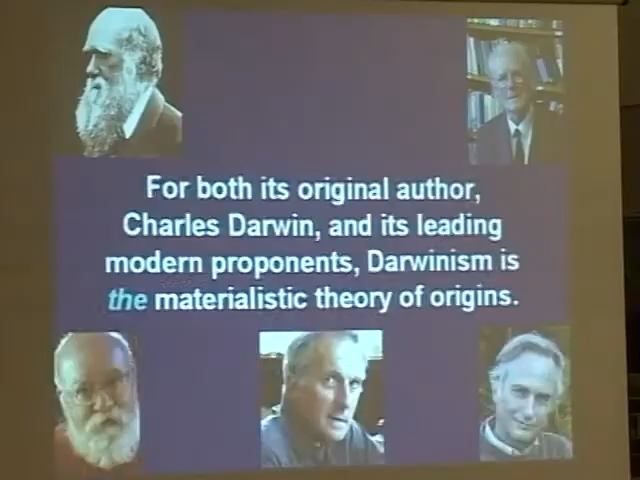 For both its original author,
Charles Darwin, and its leading
modern proponents, Darwinism is
the materialistic theory of origins.